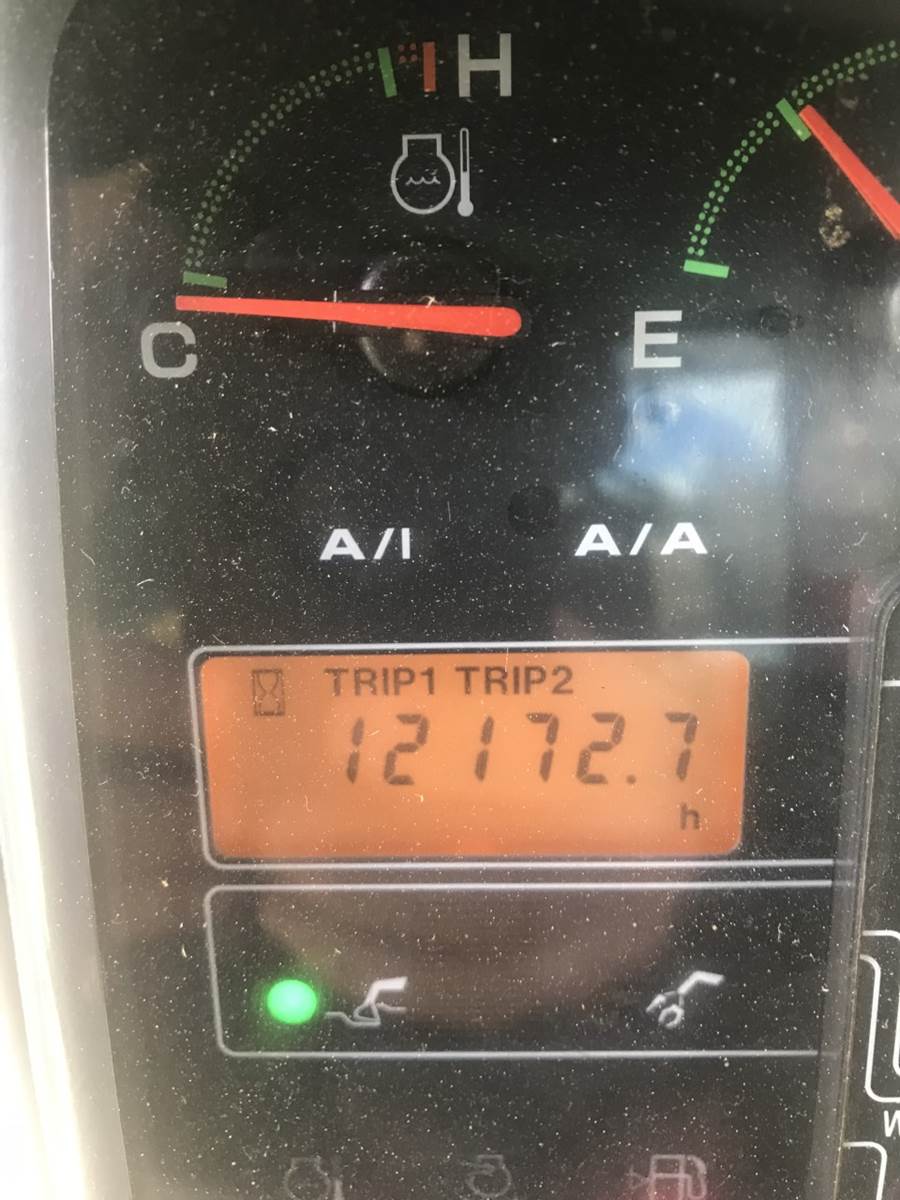 H
C
E
A/I A/A
TRIP1 TRIP2
12172.7
h